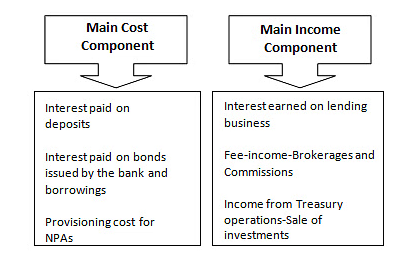 Main Cost
Component
Interest paid on
deposits
Interest paid on bonds
issued by the bank and
borrowings
Provisioning cost for
NPAs
Main Income
Component
Interest earned on lending
business
Fee-income-Brokerages and
Commissions
Income from Treasury
operations-Sale of
investments